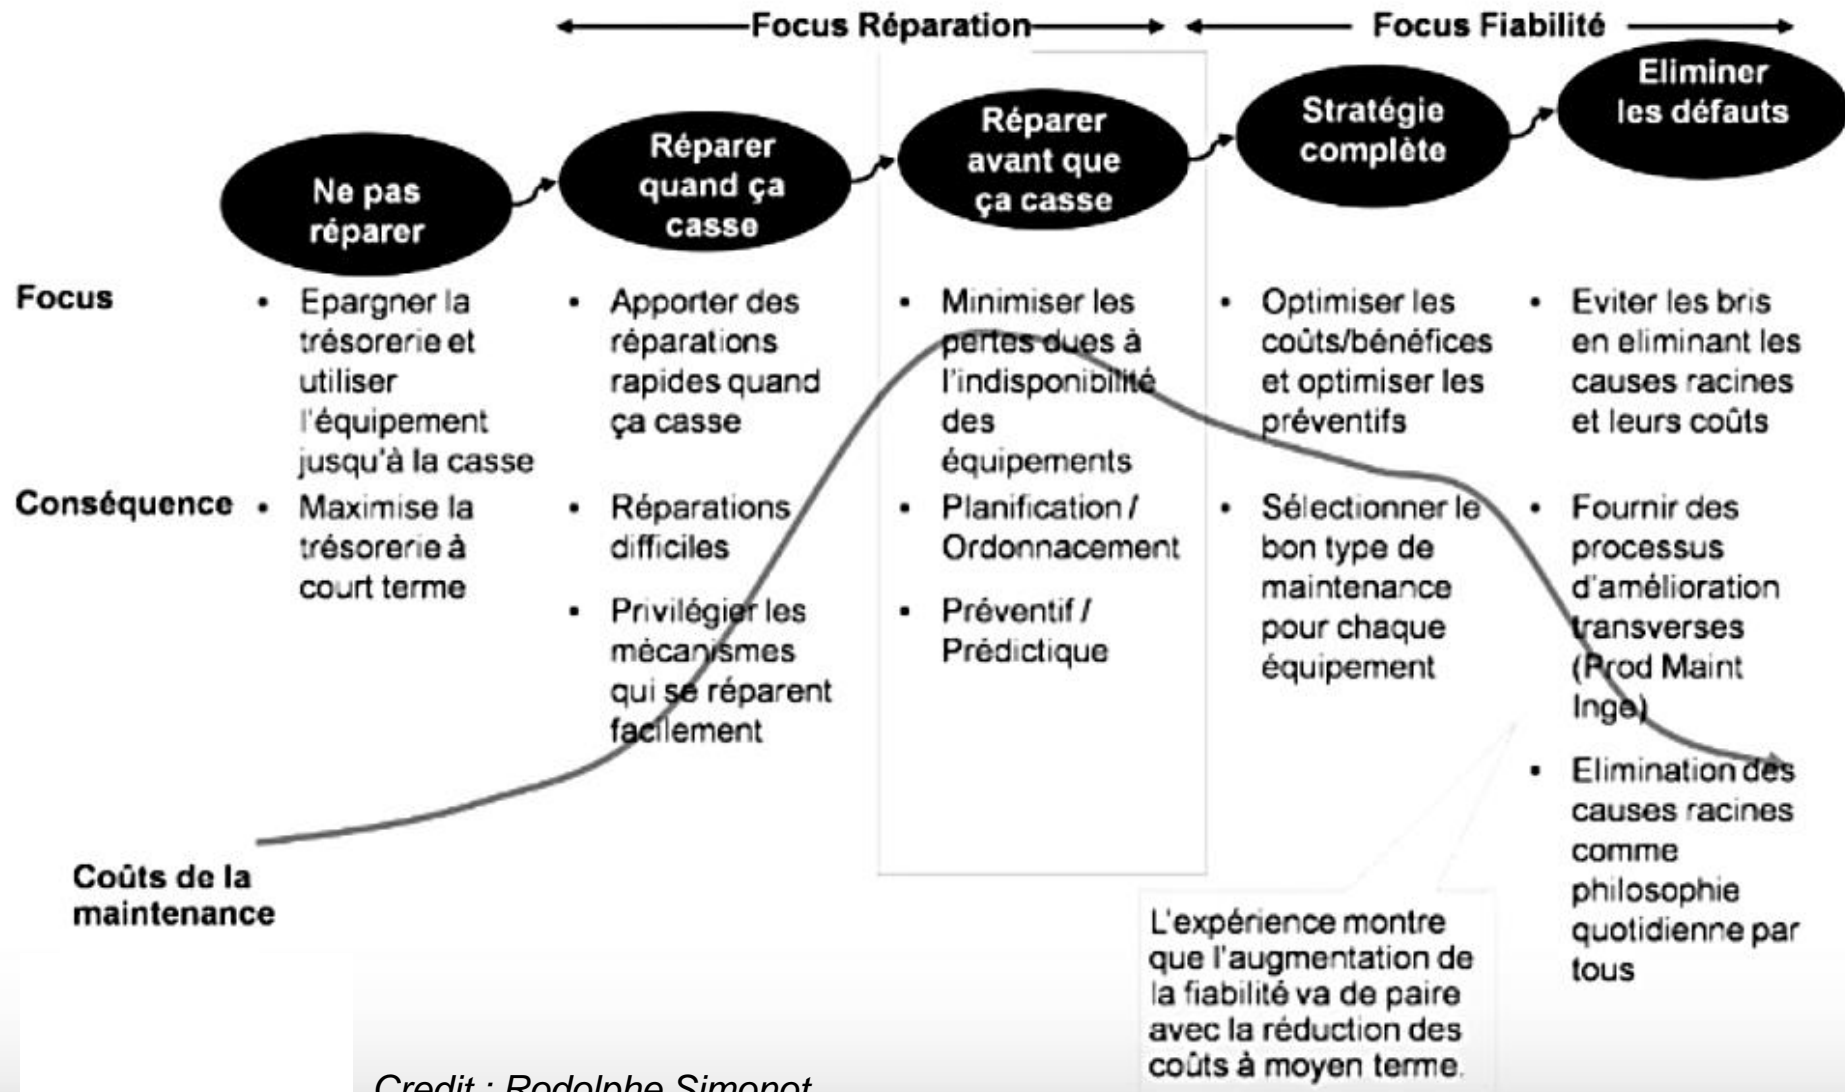 Focus Réparation
Focus Fiabilité
Ne pas
réparer
Réparer
quand ça
casse
Réparer
avant que
ça casse
Stratégie
complète
Eliminer
les défauts
Focus
• Epargner la
trésorerie et
utiliser
l'équipement
jusqu'à la casse
• Apporter des
réparations
rapides quand
ça casse
• Minimiser les
pertes dues à
l'indisponibilité
des
équipements
• Optimiser les
coûts/bénéfices
et optimiser les
préventifs
• Eviter les bris
en eliminant les
causes racines
et leurs coûts
Conséquence
• Maximise la
trésorerie à
court terme
• Réparations
difficiles
• Privilégier les
mécanismes
qui se réparent
facilement
• Planification /
Ordonnacement
• Préventif /
Prédictique
• Sélectionner le
bon type de
maintenance
pour chaque
équipement
• Fournir des
processus
d'amélioration
transverses
(Prod Maint
Inge)
• Elimination des
causes racines
comme
philosophie
quotidienne par
tous
Coûts de la
maintenance
L'expérience montre
que l'augmentation de
la fiabilité va de paire
avec la réduction des
coûts à moyen terme.
Credit : Rodolphe Simonot